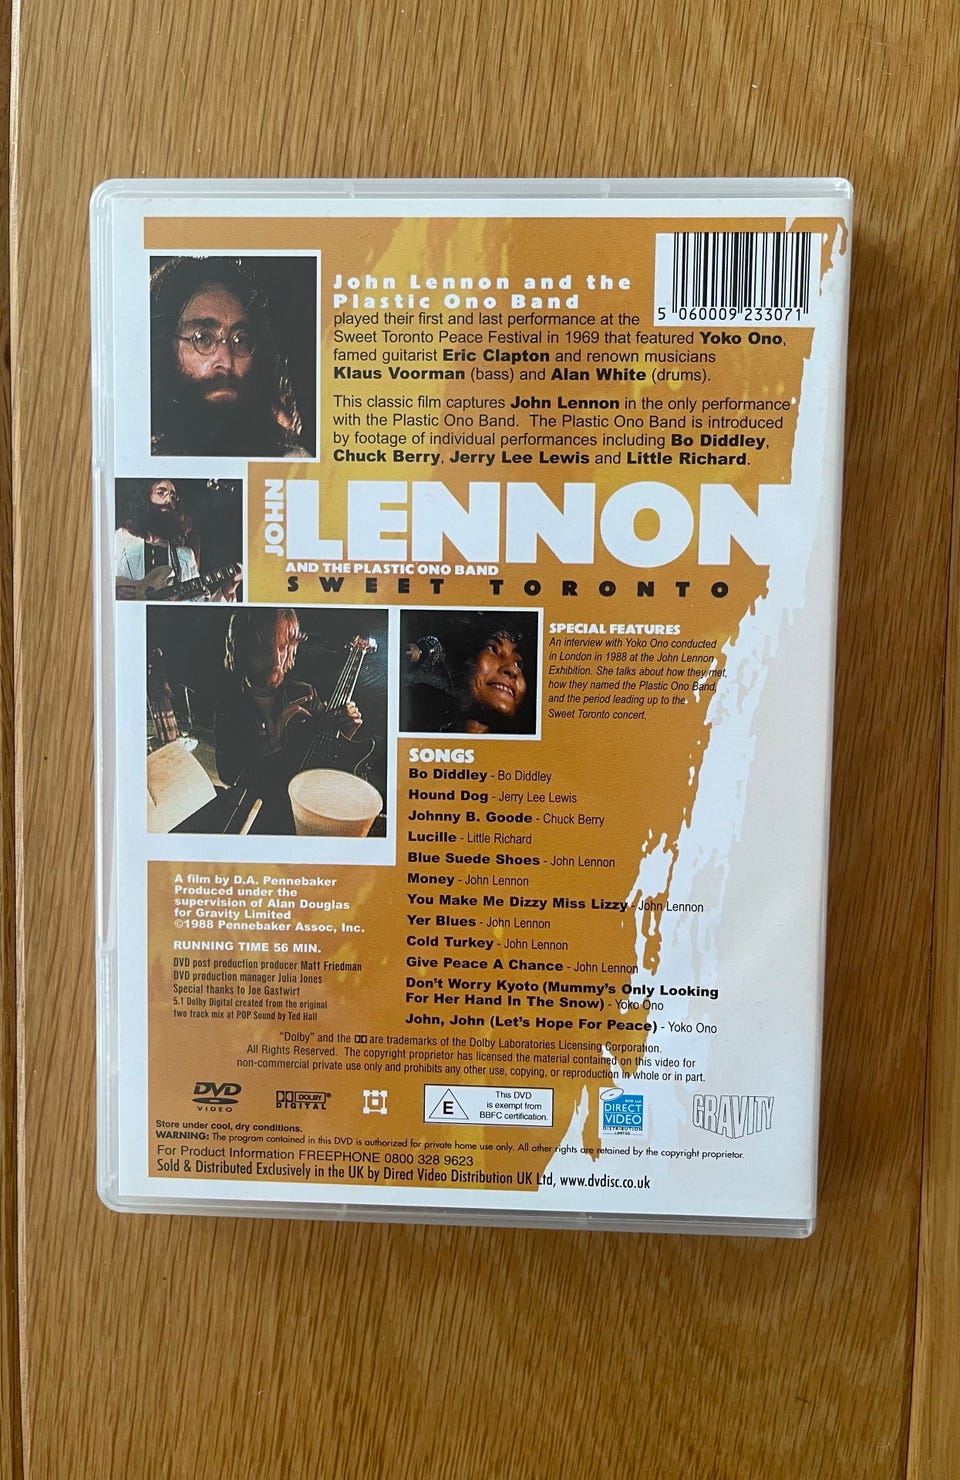 John Lennon and the
Plastic Ono Band
played their first and last performance at the
Sweet Toronto Peace Festival in 1969 that featured Yoko Ono,
famed guitarist Eric Clapton and renown musicians
Klaus Voorman (bass) and Alan White (drums).
5 060009 233071
This classic film captures John Lennon in the only performance
with the Plastic Ono Band. The Plastic Ono Band is introduced
by footage of individual performances including Bo Diddley,
Chuck Berry, Jerry Lee Lewis and Little Richard.
JOHN
LENNON
AND THE PLASTIC ONO BAND
SWEET TORONTO
SPECIAL FEATURES
An interview with Yoko Ono conducted
in London in 1988 at the John Lennon
Exhibition. She talks about how they met,
how they named the Plastic Ono Band,
and the period leading up to the
Sweet Toronto concert.
SONGS
Bo Diddley - Bo Diddley
Hound Dog - Jerry Lee Lewis
Johnny B. Goode - Chuck Berry
Lucille - Little Richard
Blue Suede Shoes - John Lennon
Money - John Lennon
You Make Me Dizzy Miss Lizzy - John Lennon
Yer Blues - John Lennon
Cold Turkey - John Lennon
Give Peace A Chance - John Lennon
Don't Worry Kyoto (Mummy's Only Looking
For Her Hand In The Snow) - Yoko Ono
John, John (Let's Hope For Peace) - Yoko Ono
A film by D.A. Pennebaker
Produced under the
supervision of Alan Douglas
for Gravity Limited
©1988 Pennebaker Assoc, Inc.
RUNNING TIME 56 MIN.
DVD post production producer Matt Friedman
DVD production manager Julia Jones
Special thanks to Joe Gastwirt
5.1 Dolby Digital created from the original
two track mix at POP Sound by Ted Hall
"Dolby" and the are trademarks of the Dolby Laboratories Licensing Corporation.
All Rights Reserved. The copyright proprietor has licensed the material contained on this video for
non-commercial private use only and prohibits any other use, copying, or reproduction in whole or in part.
DVD
VIDEO
DOLBY
DIGITAL
E
This DVD
is exempt from
BBFC certification.
DIRECT
VIDEO
DISTRIBUTION
LIMITED
GRAVITY
Store under cool, dry conditions.
WARNING: The program contained in this DVD is authorized for private home use only. All other rights are retained by the copyright proprietor.
For Product Information FREEPHONE 0800 328 9623
Sold & Distributed Exclusively in the UK by Direct Video Distribution UK Ltd, www.dvdisc.co.uk